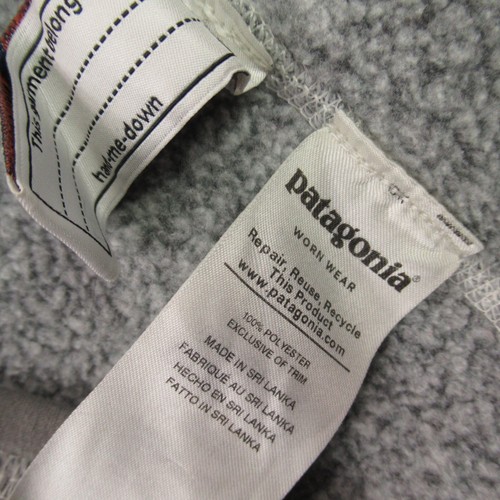 This garment belong
hand-me-down
patagonia®
WORN WEAR
Repair, Reuse, Recycle
This Product
www.patagonia.com
100% POLYESTER
EXCLUSIVE OF TRIM
MADE IN SRI LANKA
FABRIQUÉ AU SRI LANKA
HECHO EN SRI LANKA
FATTO IN SRI LANKA